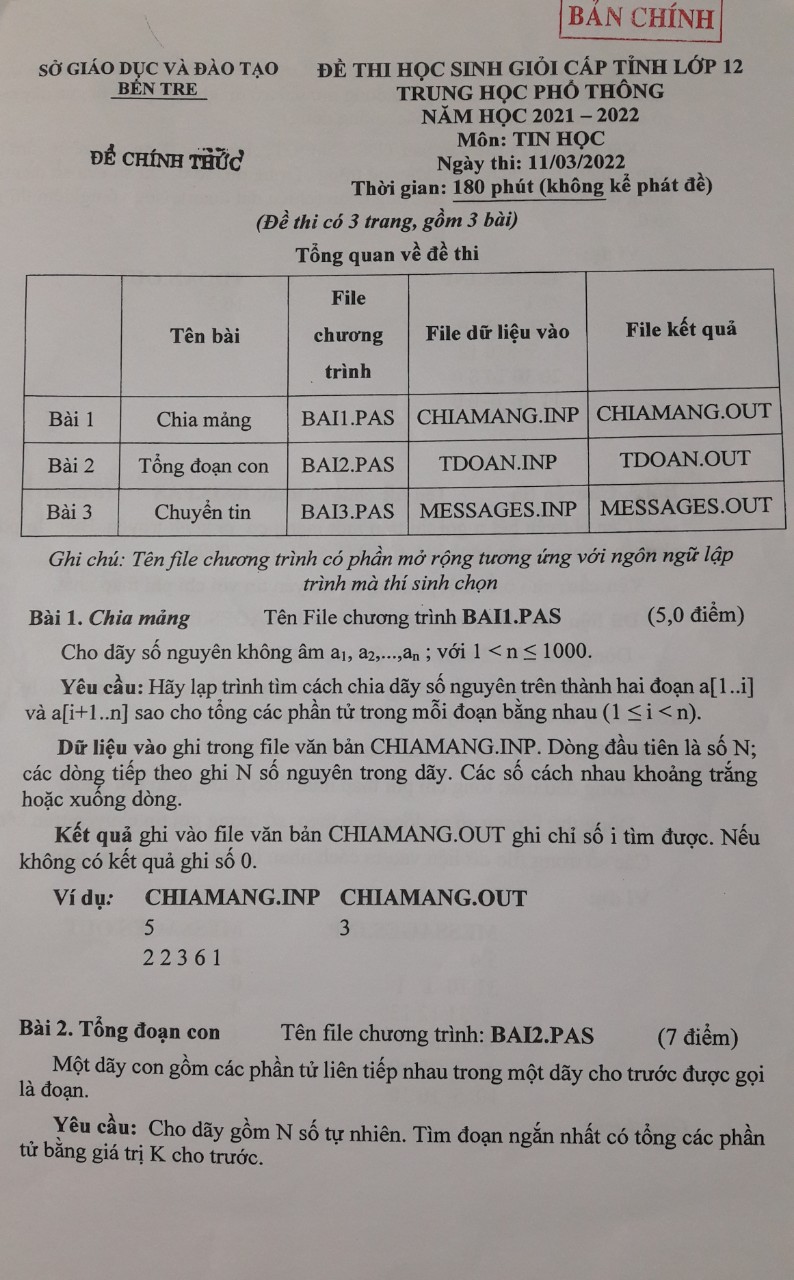 BẢN CHÍNH
SỞ GIÁO DỤC VÀ ĐÀO TẠO
BẾN TRE
ĐỀ CHÍNH THỨC
ĐỀ THI HỌC SINH GIỎI CẤP TỈNH LỚP 12
TRUNG HỌC PHỔ THÔNG
NĂM HỌC 2021 – 2022
Môn: TIN HỌC
Ngày thi: 11/03/2022
Thời gian: 180 phút (không kể phát đề)
(Đề thi có 3 trang, gồm 3 bài)
Tổng quan về đề thi
Tên bài | File chương trình | File dữ liệu vào | File kết quả
Bài 1 | Chia mảng | BAI1.PAS | CHIAMANG.INP | CHIAMANG.OUT
Bài 2 | Tổng đoạn con | BAI2.PAS | TDOAN.INP | TDOAN.OUT
Bài 3 | Chuyển tin | BAI3.PAS | MESSAGES.INP | MESSAGES.OUT
Ghi chú: Tên file chương trình có phần mở rộng tương ứng với ngôn ngữ lập
trình mà thí sinh chọn
Bài 1. Chia mảng Tên File chương trình BAI1.PAS (5,0 điểm)
Cho dãy số nguyên không âm a1, a2,...,an ; với 1 < n ≤ 1000.
Yêu cầu: Hãy lập trình tìm cách chia dãy số nguyên trên thành hai đoạn a[1..i]
và a[i+1..n] sao cho tổng các phần tử trong mỗi đoạn bằng nhau (1 ≤ i < n).
Dữ liệu vào ghi trong file văn bản CHIAMANG.INP. Dòng đầu tiên là số N;
các dòng tiếp theo ghi N số nguyên trong dãy. Các số cách nhau khoảng trắng
hoặc xuống dòng.
Kết quả ghi vào file văn bản CHIAMANG.OUT ghi chỉ số i tìm được. Nếu
không có kết quả ghi số 0.
Ví dụ: CHIAMANG.INP CHIAMANG.OUT
5 3
2 2 3 6 1
Bài 2. Tổng đoạn con Tên file chương trình: BAI2.PAS (7 điểm)
Một dãy con gồm các phần tử liên tiếp nhau trong một dãy cho trước được gọi
là đoạn.
Yêu cầu: Cho dãy gồm N số tự nhiên. Tìm đoạn ngắn nhất có tổng các phần
tử bằng giá trị K cho trước.